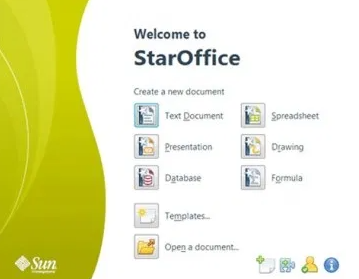 Welcome to
StarOffice
Create a new document
Text Document
Spreadsheet
Presentation
Drawing
Database
Formula
Templates...
Open a document...
Sun